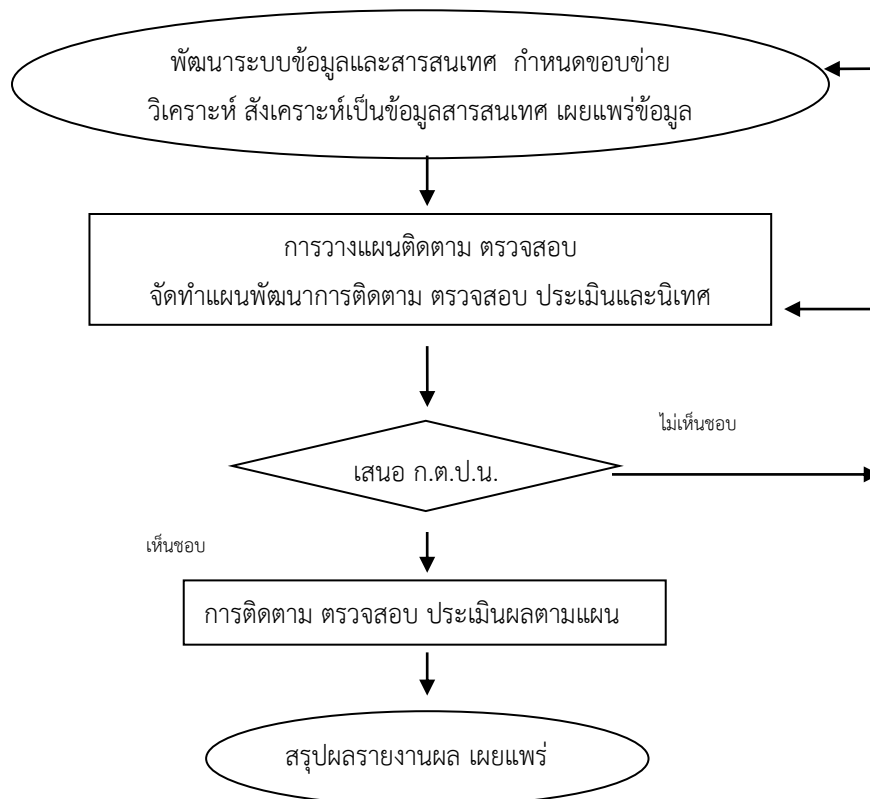 พัฒนาระบบข้อมูลและสารสนเทศ  กำหนดขอบข่าย
วิเคราะห์ สังเคราะห์เป็นข้อมูลสารสนเทศ เผยแพร่ข้อมูล
การวางแผนติดตาม ตรวจสอบ
จัดทำแผนพัฒนาการติดตาม ตรวจสอบ ประเมินและนิเทศ
ไม่เห็นชอบ
เสนอ ก.ต.ป.น.
เห็นชอบ
การติดตาม ตรวจสอบ ประเมินผลตามแผน
สรุปผลรายงานผล เผยแพร่